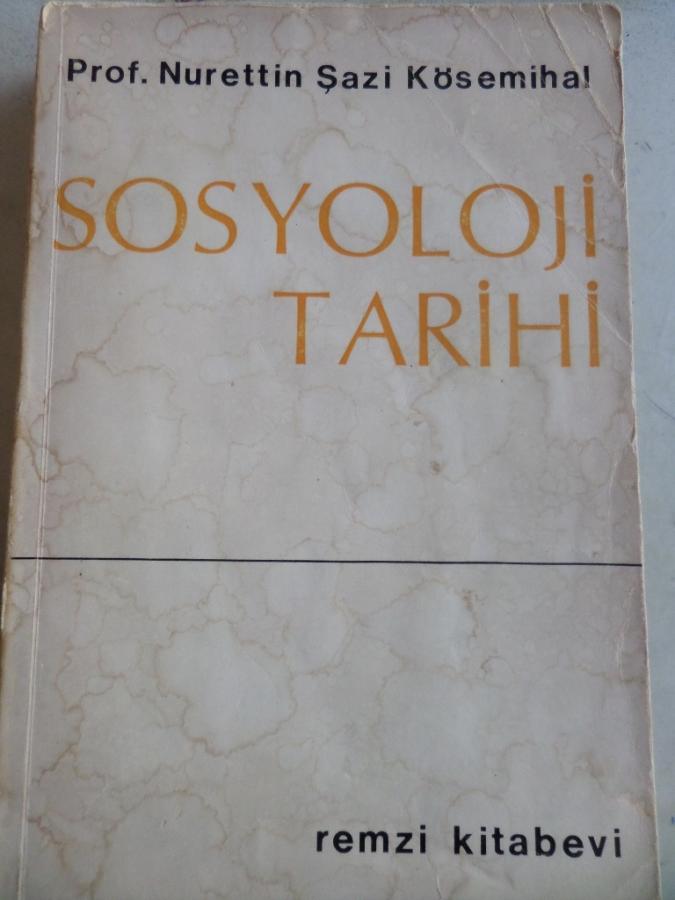 Prof. Nurettin Şazi Kösemihal
SOSYOLOJİ
TARİHİ
remzi kitabevi